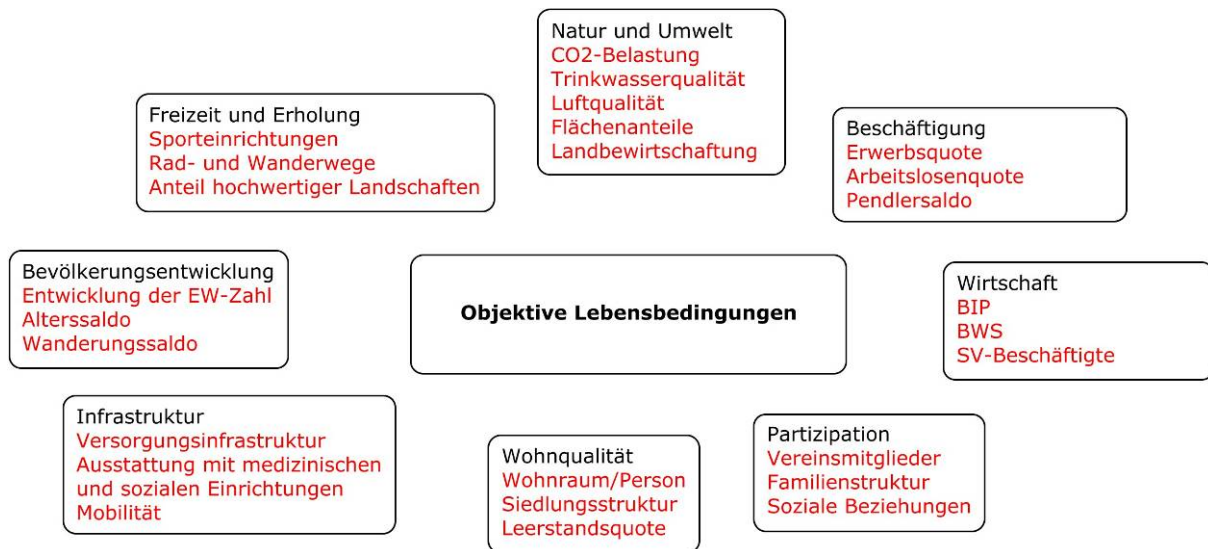 Natur und Umwelt
CO2-Belastung
Trinkwasserqualität
Luftqualität
Flächenanteile
Landbewirtschaftung
Freizeit und Erholung
Sporteinrichtungen
Rad- und Wanderwege
Anteil hochwertiger Landschaften
Beschäftigung
Erwerbsquote
Arbeitslosenquote
Pendlersaldo
Bevölkerungsentwicklung
Entwicklung der EW-Zahl
Alterssaldo
Wanderungssaldo
Objektive Lebensbedingungen
Wirtschaft
BIP
BWS
SV-Beschäftigte
Infrastruktur
Versorgungsinfrastruktur
Ausstattung mit medizinischen
und sozialen Einrichtungen
Mobilität
Wohnqualität
Wohnraum/Person
Siedlungsstruktur
Leerstandsquote
Partizipation
Vereinsmitglieder
Familienstruktur
Soziale Beziehungen